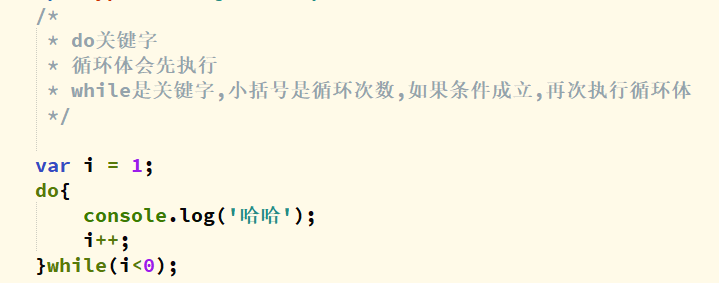 /*
 * do关键字
 * 循环体会先执行
 * while是关键字,小括号是循环次数,如果条件成立,再次执行循环体
 */
var i = 1;
do{
    console.log('哈哈');
    i++;
}while(i<0);